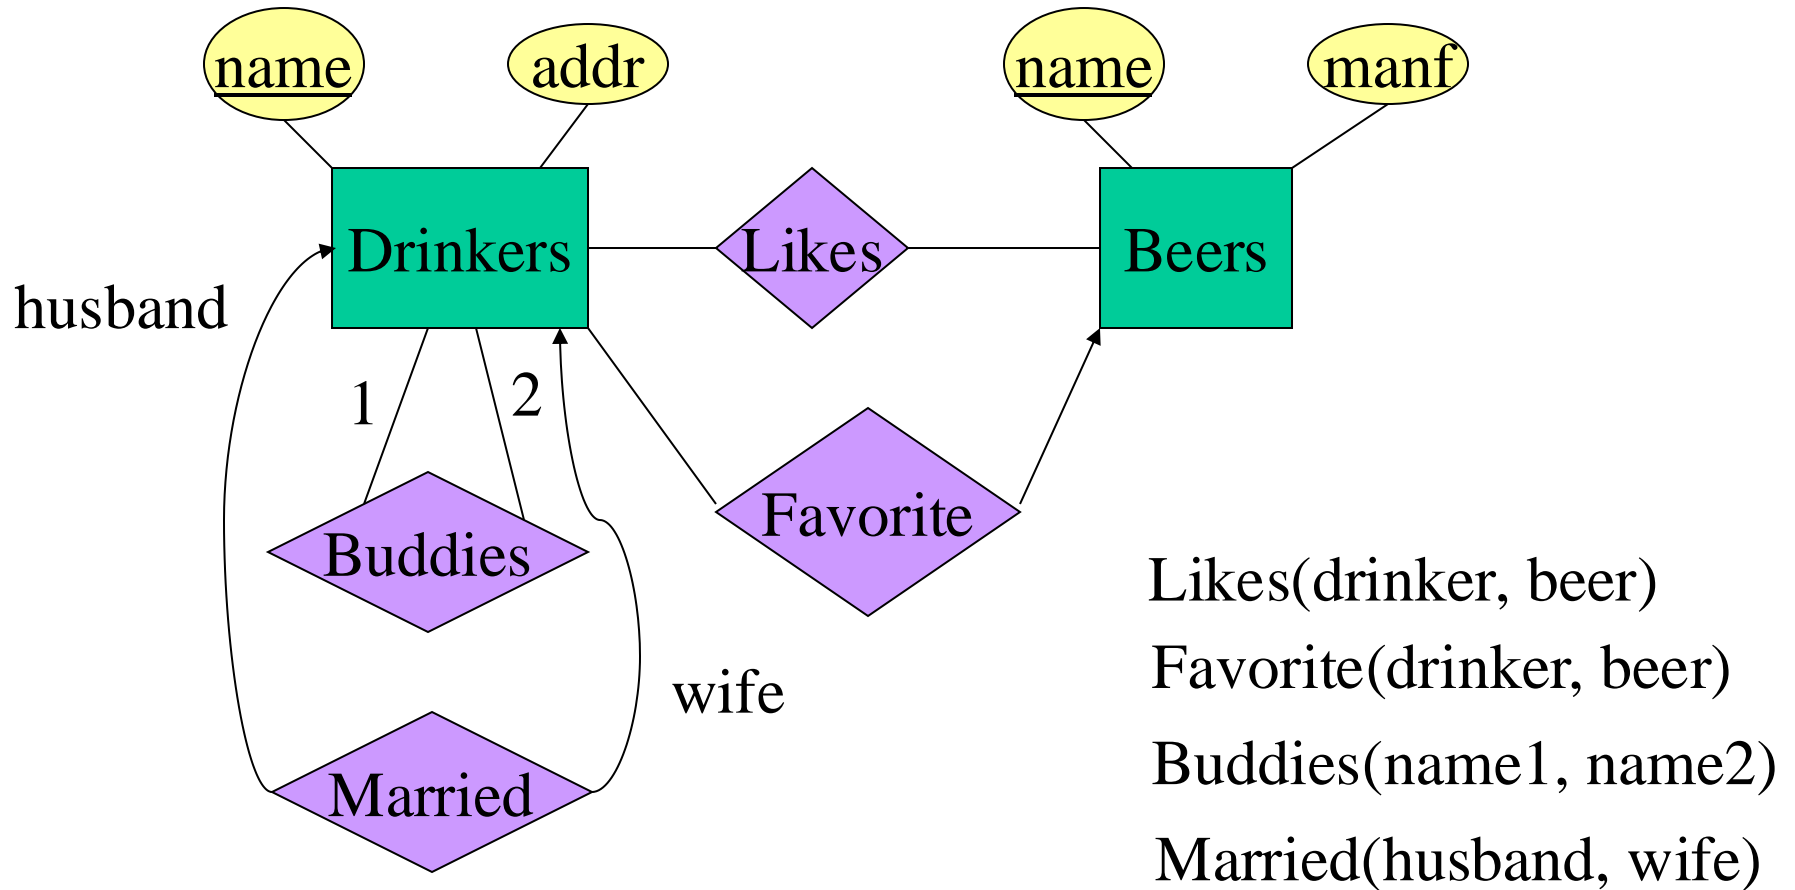 name
addr
name
manf
Drinkers
Likes
Beers
husband
1
2
Buddies
Favorite
wife
Married
Likes(drinker, beer)
Favorite(drinker, beer)
Buddies(name1, name2)
Married(husband, wife)